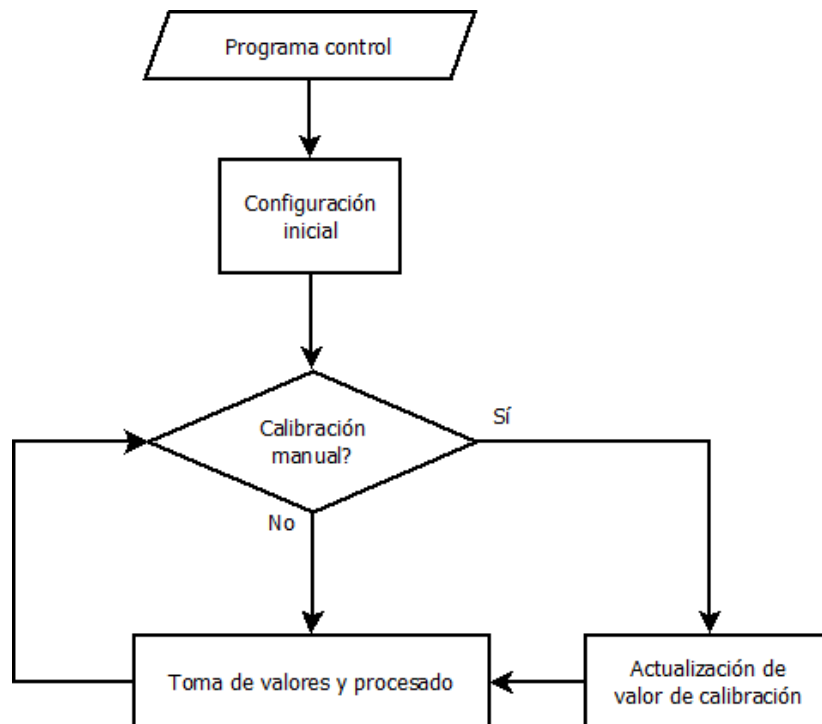 Programa control
Configuración
inicial
Calibración
manual?
Sí
No
Toma de valores y procesado
Actualización de
valor de calibración